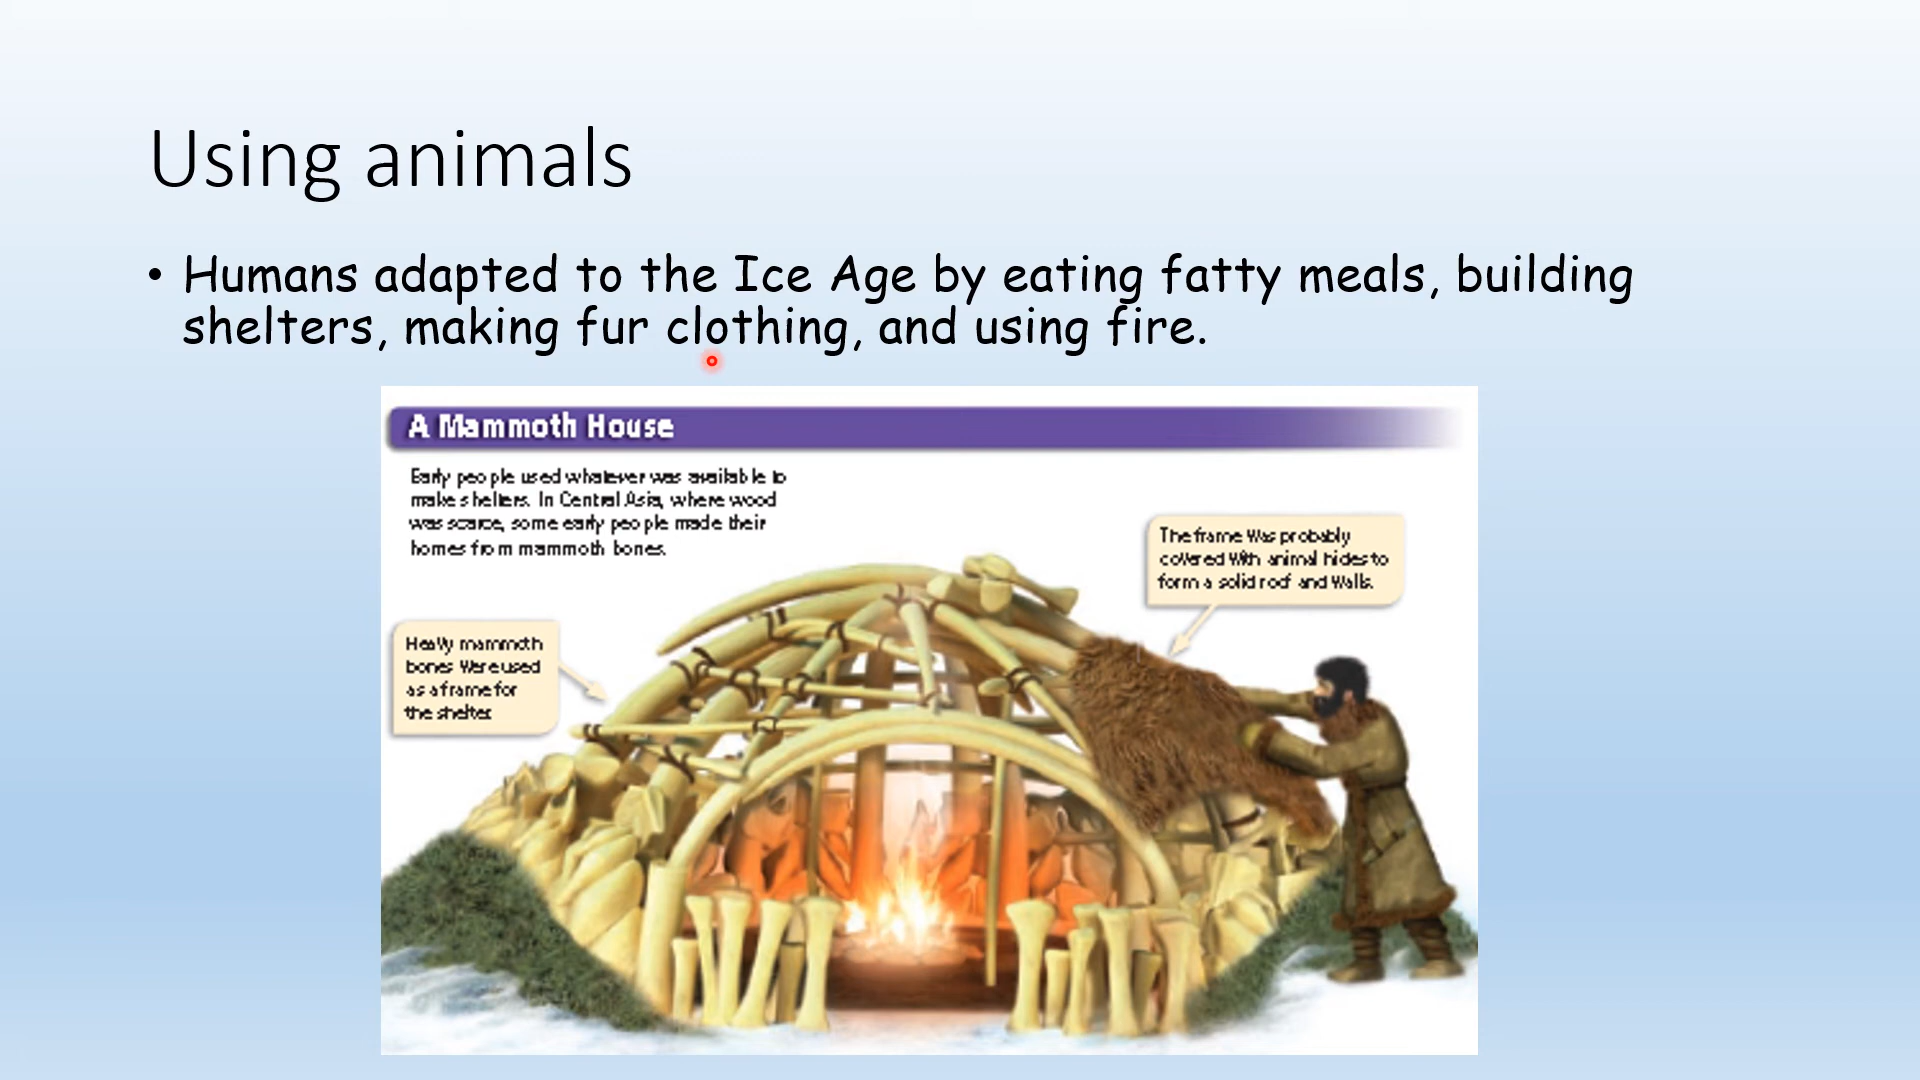 Using animals
• Humans adapted to the Ice Age by eating fatty meals, building
shelters, making fur clothing, and using fire.
A Mammoth House
Early people used whatever was available to
make shelters. In Central Asia, where wood
was scarce, some early people made their
homes from mammoth bones.
The frame was probably
covered with animal hides to
form a solid roof and walls.
Heavy mammoth
bones were used
as a frame for
the shelter.